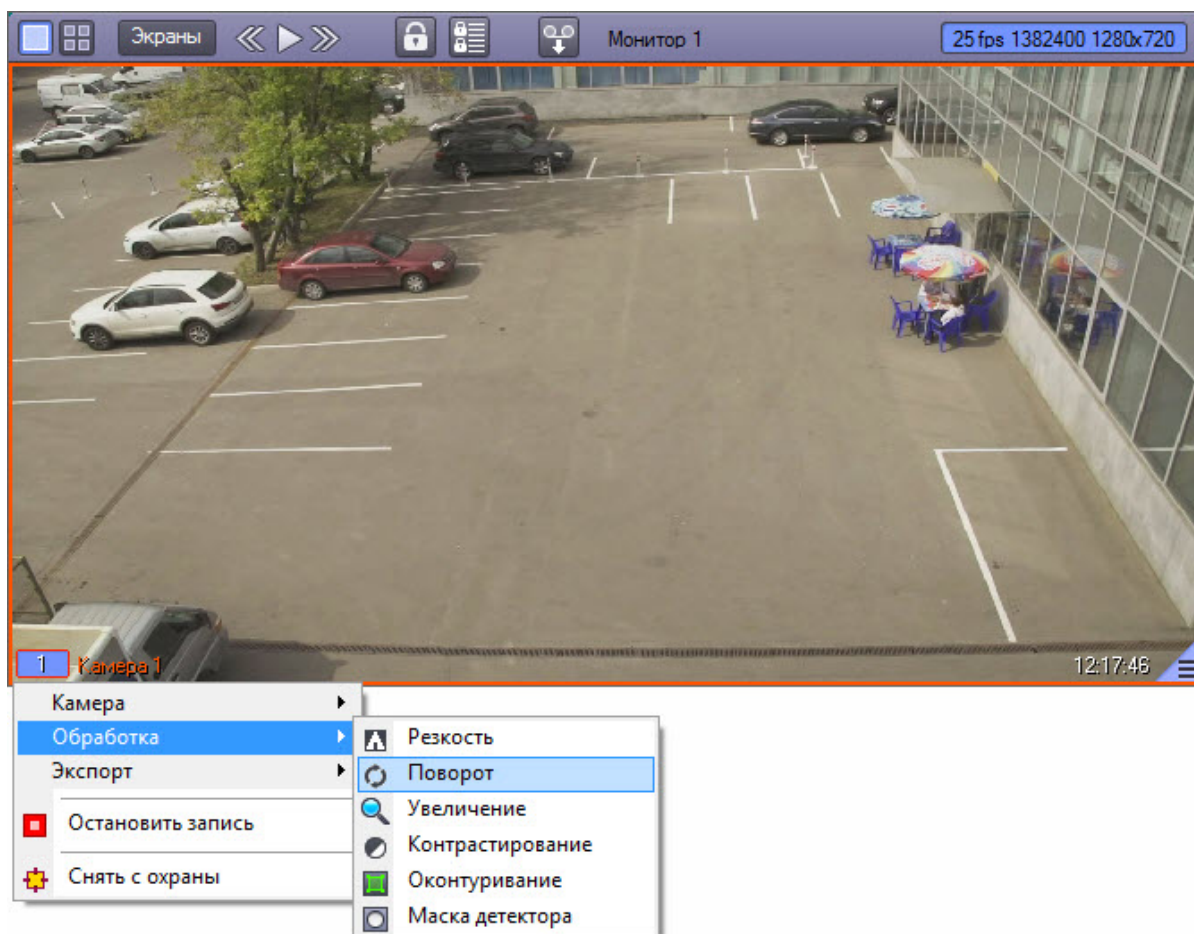 Экраны Монитор 1 25 fps 1382400 1280x720
1 Камера 1 12:17:46
Камера
Обработка
Экспорт
Остановить запись
Снять с охраны
Резкость
Поворот
Увеличение
Контрастирование
Оконтуривание
Маска детектора